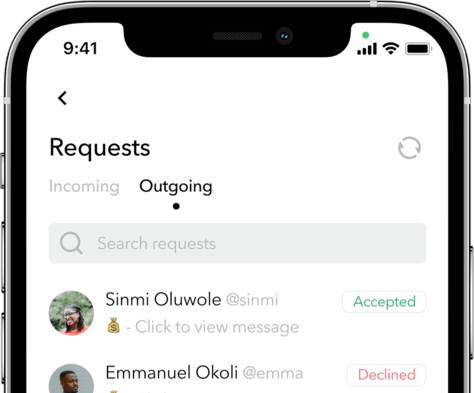 9:41
Requests
Incoming Outgoing
Search requests
Sinmi Oluwole @sinmi Accepted
💰 - Click to view message
Emmanuel Okoli @emma Declined